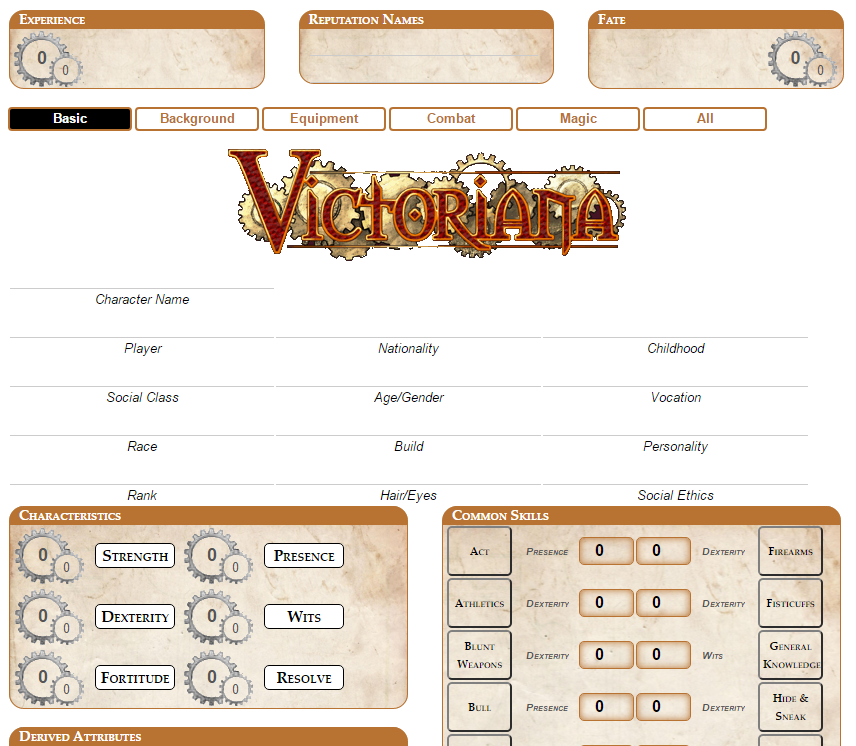 Experience
Reputation Names
Fate
0 0
0 0
Basic Background Equipment Combat Magic All
Victoriana
Character Name
Player Nationality Childhood
Social Class Age/Gender Vocation
Race Build Personality
Rank Hair/Eyes Social Ethics
Characteristics
0 0 Strength 0 0 Presence
0 0 Dexterity 0 0 Wits
0 0 Fortitude 0 0 Resolve
Derived Attributes
Common Skills
Act Presence 0 0 Dexterity Firearms
Athletics Dexterity 0 0 Dexterity Fisticuffs
Blunt Weapons Dexterity 0 0 Wits General Knowledge
Bull Presence 0 0 Dexterity Hide & Sneak